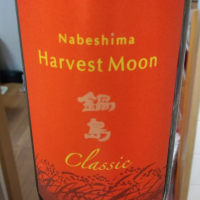 Nabeshima
Harvest Moon
鍋
島
Classic